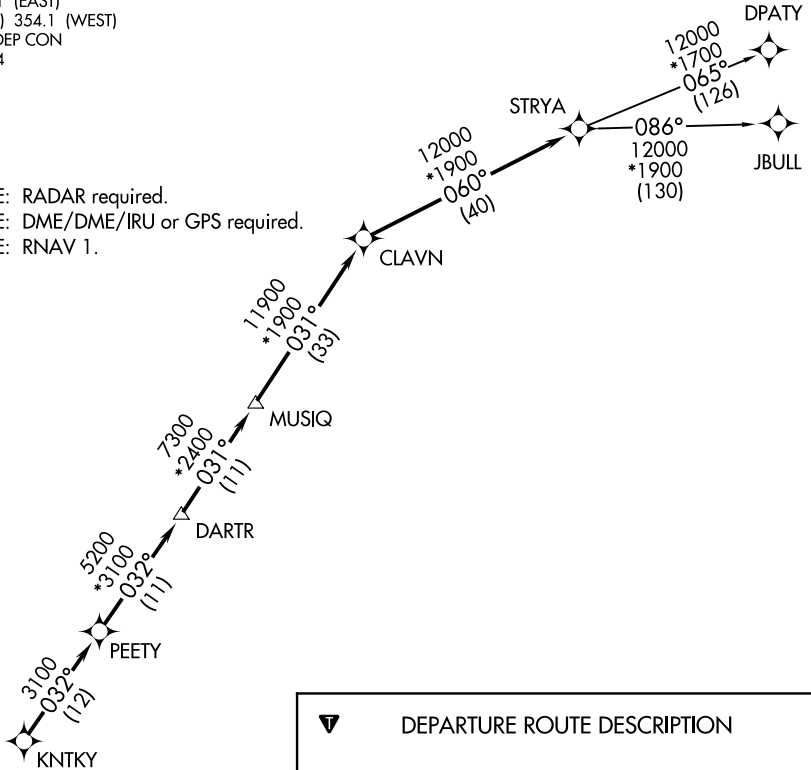 (EAST)
) 354.1 (WEST)
DEP CON
4
E: RADAR required.
E: DME/DME/IRU or GPS required.
E: RNAV 1.
DPATY
12000
*1700
065°
(126)
STRYA
086°
12000
*1900
(130)
JBULL
12000
*1900
060°
(40)
CLAVN
11900
*1900
031°
(33)
MUSIQ
7300
*2400
031°
(11)
DARTR
5200
*3100
032°
(11)
PEETY
3100
032°
(12)
KNTKY
T DEPARTURE ROUTE DESCRIPTION